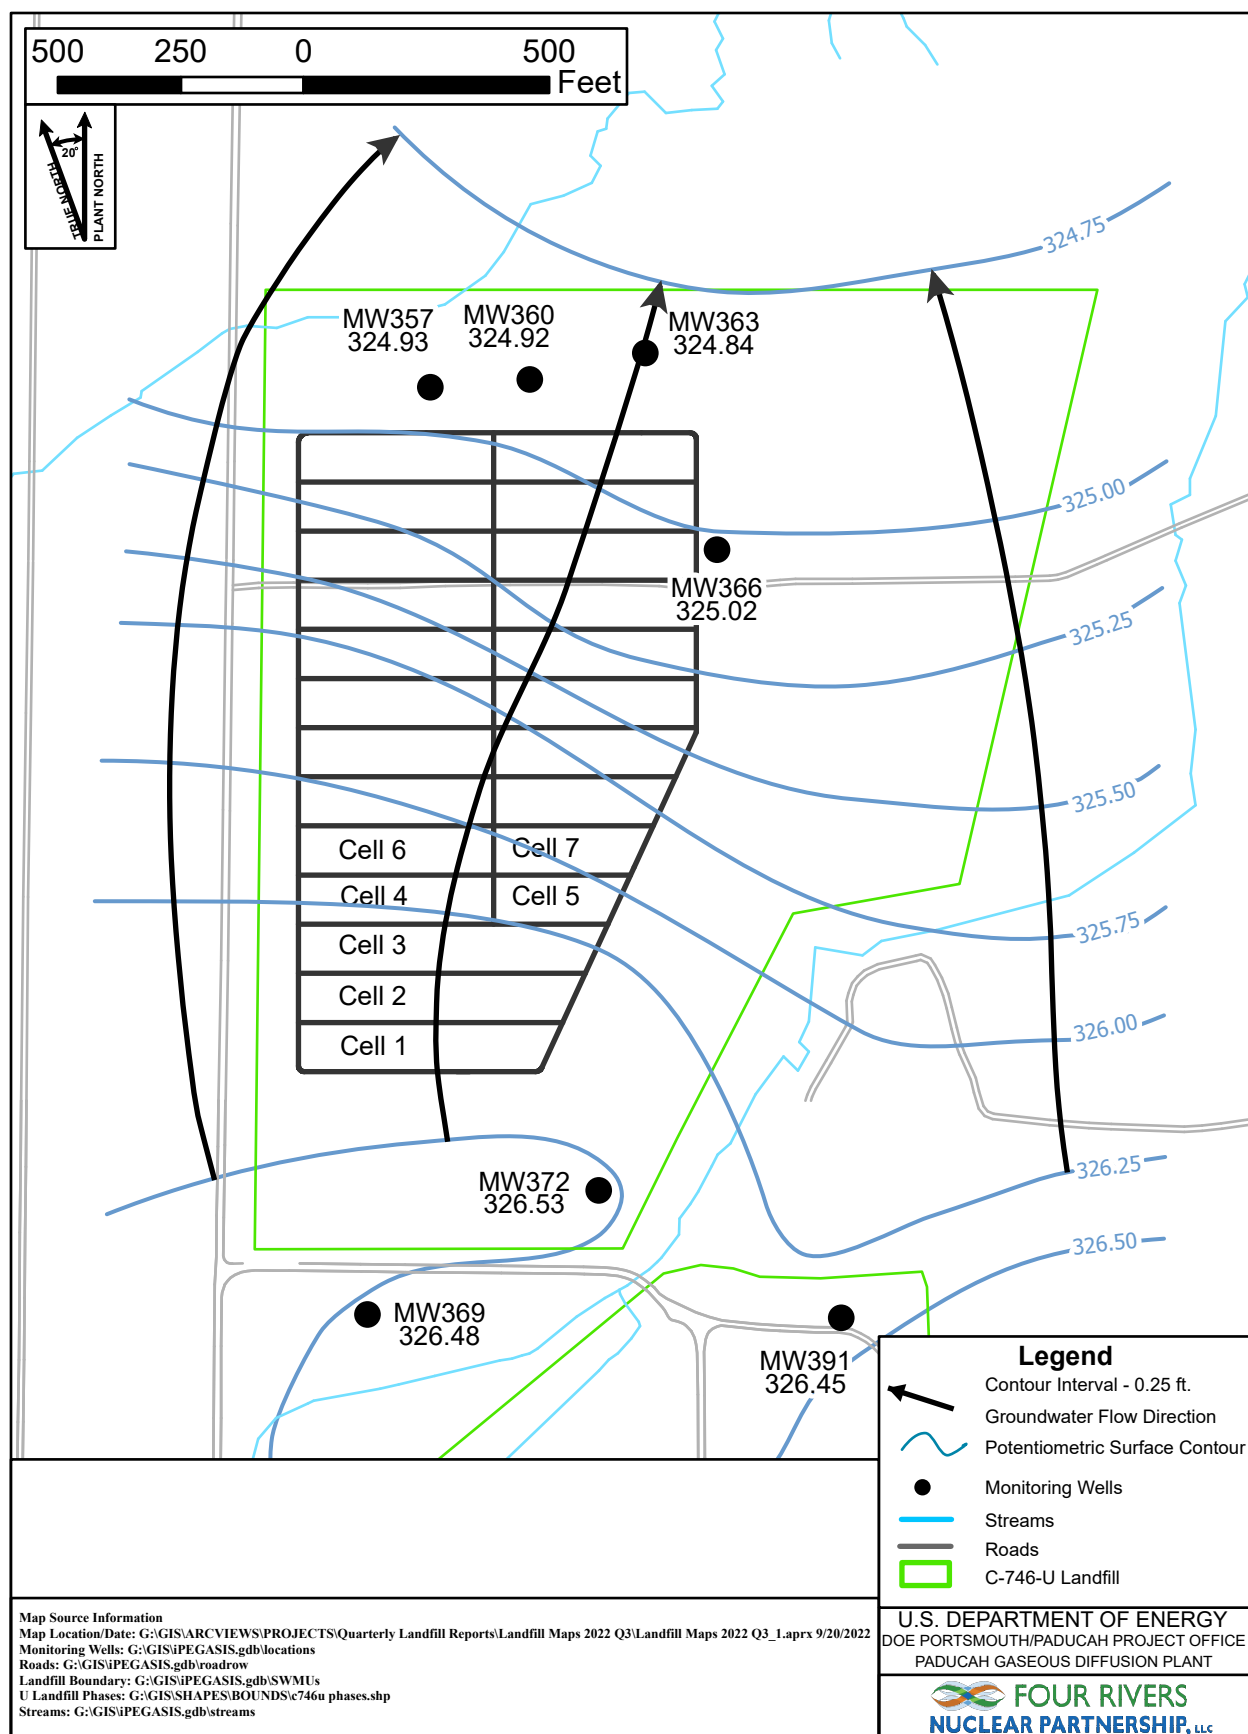 500 250 0 500
Feet
20°
TRUE NORTH
PLANT NORTH
324.75
MW357
324.93
MW360
324.92
MW363
324.84
325.00
MW366
325.02
325.25
325.50
Cell 6
Cell 7
Cell 4
Cell 5
325.75
Cell 3
Cell 2
326.00
Cell 1
326.25
MW372
326.53
326.50
MW369
326.48
MW391
326.45
Legend
Contour Interval - 0.25 ft.
Groundwater Flow Direction
Potentiometric Surface Contour
Monitoring Wells
Streams
Roads
C-746-U Landfill
Map Source Information
Map Location/Date: G:\GIS\ARCVIEWS\PROJECTS\Quarterly Landfill Reports\Landfill Maps 2022 Q3\Landfill Maps 2022 Q3_1.aprx 9/20/2022
Monitoring Wells: G:\GIS\iPEGASIS.gdb\locations
Roads: G:\GIS\iPEGASIS.gdb\roadrow
Landfill Boundary: G:\GIS\iPEGASIS.gdb\SWMUs
U Landfill Phases: G:\GIS\SHAPES\BOUNDS\c746u phases.shp
Streams: G:\GIS\iPEGASIS.gdb\streams
U.S. DEPARTMENT OF ENERGY
DOE PORTSMOUTH/PADUCAH PROJECT OFFICE
PADUCAH GASEOUS DIFFUSION PLANT
FOUR RIVERS
NUCLEAR PARTNERSHIP, LLC